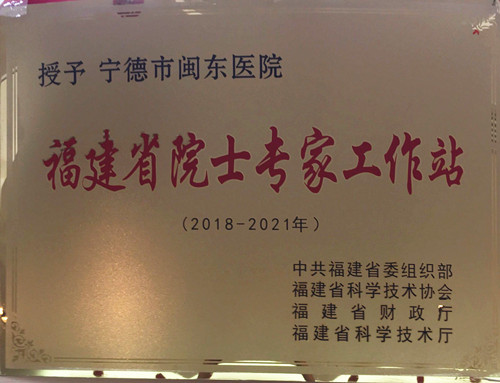 授予 宁德市闽东医院
福建省院士专家工作站
(2018-2021年)
中共福建省委组织部
福建省科学技术协会
福建省财政厅
福建省科学技术厅